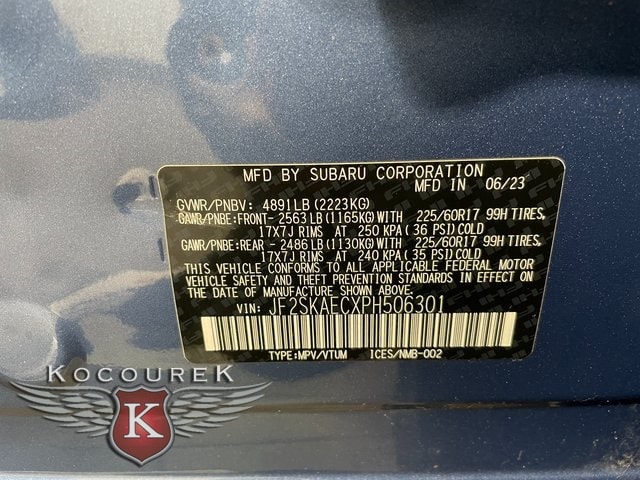 MFD BY SUBARU CORPORATION
MFD IN 06/23
GVWR/PNBV: 4891LB (2223KG)
GAWR/PNBE:FRONT- 2563LB (1165KG)WITH 225/60R17 99H TIRES,
17X7J RIMS AT 250 KPA (36 PSI)COLD
GAWR/PNBE:REAR - 2486LB (1130KG)WITH 225/60R17 99H TIRES,
17X7J RIMS AT 240 KPA (35 PSI)COLD
THIS VEHICLE CONFORMS TO ALL APPLICABLE FEDERAL MOTOR
VEHICLE SAFETY AND THEFT PREVENTION STANDARDS IN EFFECT
ON THE DATE OF MANUFACTURE SHOWN ABOVE.
VIN: JF2SKAECXPH506301
TYPE:MPV/VTUM ICES/NMB-002
KOCOUREK
K